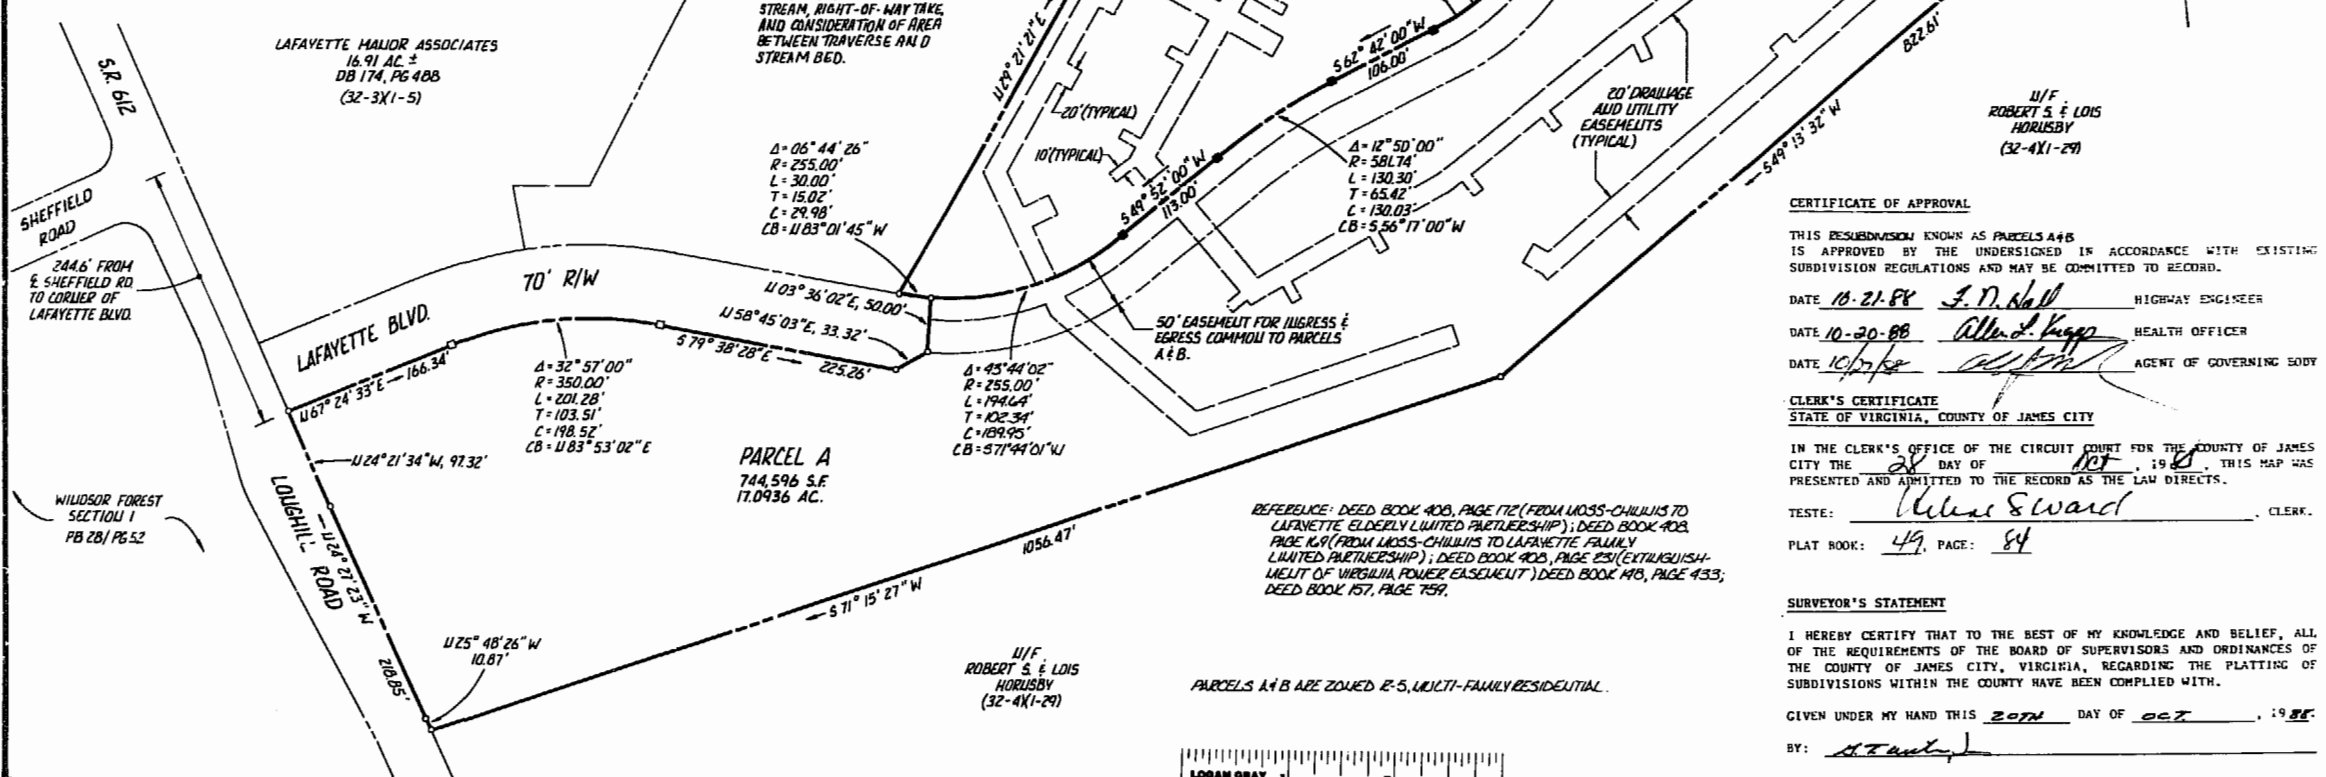 STREAM, RIGHT-OF-WAY TAKE,
AND CONSIDERATION OF AREA
BETWEEN TRAVERSE AND
STREAM BED.
LAFAYETTE MANOR ASSOCIATES
16.91 AC. ±
DB 174, PG 488
(32-3)(1-5)
S.R. 612
SHEFFIELD
ROAD
244.6' FROM
℄ SHEFFIELD RD.
TO CORNER OF
LAFAYETTE BLVD.
LAFAYETTE BLVD.
70' R/W
N 67° 24' 33" E — 166.34'
Δ = 32° 57' 00"
R = 350.00'
L = 201.28'
T = 103.51'
C = 198.52'
CB = N 83° 53' 02" E
S 79° 38' 28" E
225.26'
N 58° 45' 03" E, 33.32'
N 03° 36' 02" E, 50.00'
Δ = 06° 44' 26"
R = 255.00'
L = 30.00'
T = 15.02'
C = 29.98'
CB = N 83° 01' 45" W
N 29° 12' 12" E
20' (TYPICAL)
10' (TYPICAL)
S 62° 42' 00" W
106.00'
S 49° 52' 00" W
113.00'
Δ = 12° 50' 00"
R = 581.74'
L = 130.30'
T = 65.42'
C = 130.03'
CB = S 56° 17' 00" W
20' DRAINAGE
AND UTILITY
EASEMENTS
(TYPICAL)
822.61'
S 49° 13' 32" W
N/F
ROBERT S. & LOIS
HORNSBY
(32-4)(1-29)
50' EASEMENT FOR INGRESS &
EGRESS COMMON TO PARCELS
A & B.
Δ = 43° 44' 02"
R = 255.00'
L = 194.64'
T = 102.34'
C = 189.95'
CB = S 71° 44' 01" W
PARCEL A
744,596 S.F.
17.0936 AC.
N 24° 21' 34" W, 97.32'
WINDSOR FOREST
SECTION 1
PB 28/PG 52
LONGHILL ROAD
N 24° 27' 23" W
218.85'
N 25° 48' 26" W
10.87'
1056.47'
S 71° 15' 27" W
N/F
ROBERT S. & LOIS
HORNSBY
(32-4)(1-29)
REFERENCE: DEED BOOK 408, PAGE 172 (FROM MOSS-CHINNIS TO
LAFAYETTE ELDERLY LIMITED PARTNERSHIP); DEED BOOK 408,
PAGE 169 (FROM MOSS-CHINNIS TO LAFAYETTE FAMILY
LIMITED PARTNERSHIP); DEED BOOK 408, PAGE 231 (EXTINGUISH-
MENT OF VIRGINIA POWER EASEMENT) DEED BOOK 148, PAGE 433;
DEED BOOK 157, PAGE 759.
PARCELS A & B ARE ZONED R-5, MULTI-FAMILY RESIDENTIAL.
LOGAN GRAY
CERTIFICATE OF APPROVAL
THIS RESUBDIVISION KNOWN AS PARCELS A & B
IS APPROVED BY THE UNDERSIGNED IN ACCORDANCE WITH EXISTING
SUBDIVISION REGULATIONS AND MAY BE COMMITTED TO RECORD.
DATE 10-21-88 J. N. Hall HIGHWAY ENGINEER
DATE 10-20-88 Allen L. Knapp HEALTH OFFICER
DATE AGENT OF GOVERNING BODY
CLERK'S CERTIFICATE
STATE OF VIRGINIA, COUNTY OF JAMES CITY
IN THE CLERK'S OFFICE OF THE CIRCUIT COURT FOR THE COUNTY OF JAMES
CITY THE 28 DAY OF Oct, 1988, THIS MAP WAS
PRESENTED AND ADMITTED TO THE RECORD AS THE LAW DIRECTS.
TESTE: Helene S Ward, CLERK.
PLAT BOOK: 49, PAGE: 84
SURVEYOR'S STATEMENT
I HEREBY CERTIFY THAT TO THE BEST OF MY KNOWLEDGE AND BELIEF, ALL
OF THE REQUIREMENTS OF THE BOARD OF SUPERVISORS AND ORDINANCES OF
THE COUNTY OF JAMES CITY, VIRGINIA, REGARDING THE PLATTING OF
SUBDIVISIONS WITHIN THE COUNTY HAVE BEEN COMPLIED WITH.
GIVEN UNDER MY HAND THIS 20TH DAY OF OCT., 1988.
BY: